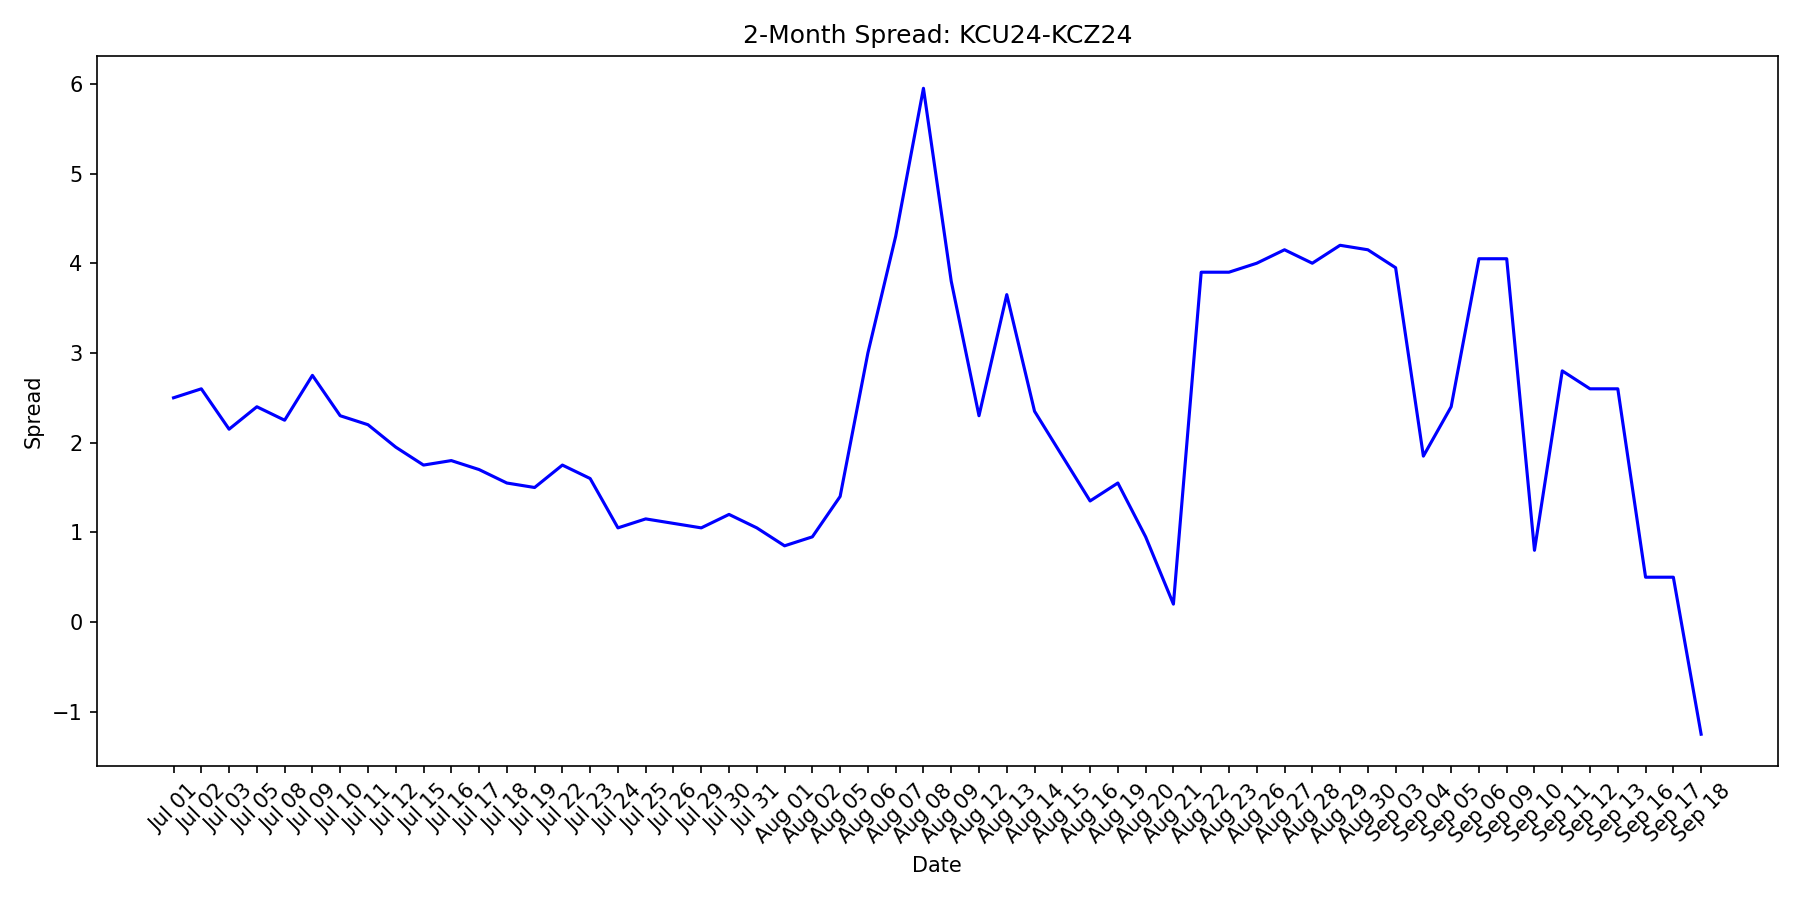 2-Month Spread: KCU24-KCZ24
6
5
4
3
2
1
0
−1
Spread
Jul 01
Jul 02
Jul 03
Jul 05
Jul 08
Jul 09
Jul 10
Jul 11
Jul 12
Jul 15
Jul 16
Jul 17
Jul 18
Jul 19
Jul 22
Jul 23
Jul 24
Jul 25
Jul 26
Jul 29
Jul 30
Jul 31
Aug 01
Aug 02
Aug 05
Aug 06
Aug 07
Aug 08
Aug 09
Aug 12
Aug 13
Aug 14
Aug 15
Aug 16
Aug 19
Aug 20
Aug 21
Aug 22
Aug 23
Aug 26
Aug 27
Aug 28
Aug 29
Aug 30
Sep 03
Sep 04
Sep 05
Sep 06
Sep 09
Sep 10
Sep 11
Sep 12
Sep 13
Sep 16
Sep 17
Sep 18
Date